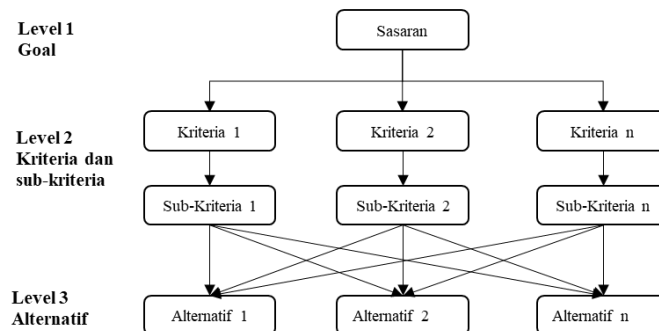 Level 1
Goal
Sasaran
Kriteria 1
Kriteria 2
Kriteria n
Level 2
Kriteria dan
sub-kriteria
Sub-Kriteria 1
Sub-Kriteria 2
Sub-Kriteria n
Level 3
Alternatif
Alternatif 1
Alternatif 2
Alternatif n